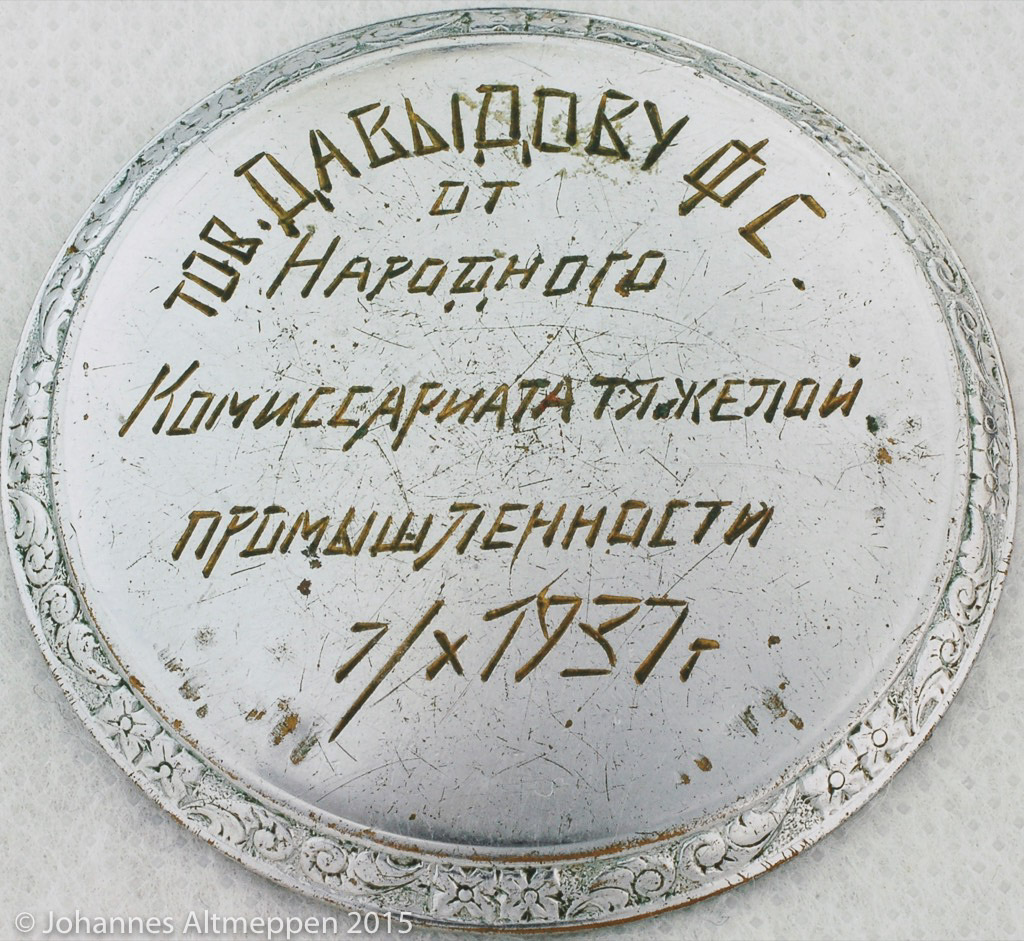 ТОВ. ДАВЫДОВУ Ф С.
ОТ
НАРОДНОГО
КОМИССАРИАТА ТЯЖЕЛОЙ
ПРОМЫШЛЕННОСТИ
7/X 1937 г
© Johannes Altmeppen 2015